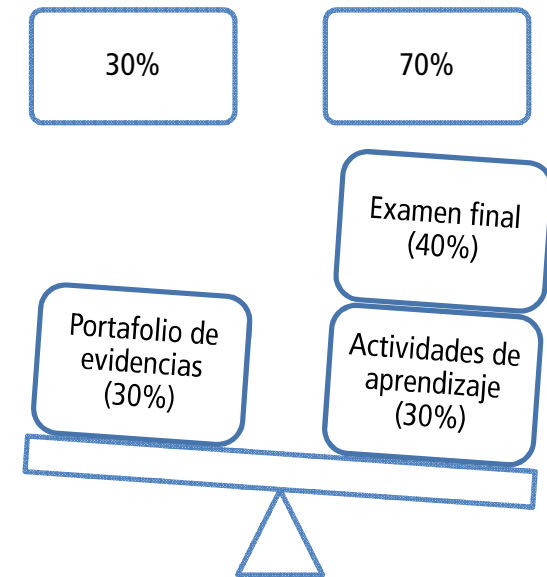 30%
70%
Examen final
(40%)
Portafolio de
evidencias
(30%)
Actividades de
aprendizaje
(30%)